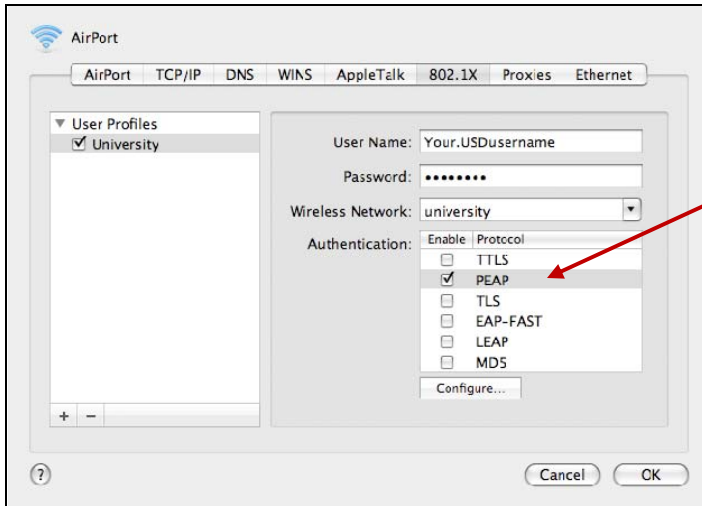 AirPort
AirPort TCP/IP DNS WINS AppleTalk 802.1X Proxies Ethernet
User Profiles
University
User Name: Your.USDusername
Password: ••••••••
Wireless Network: university
Authentication: Enable Protocol
TTLS
PEAP
TLS
EAP-FAST
LEAP
MD5
Configure...
+ −
? Cancel OK